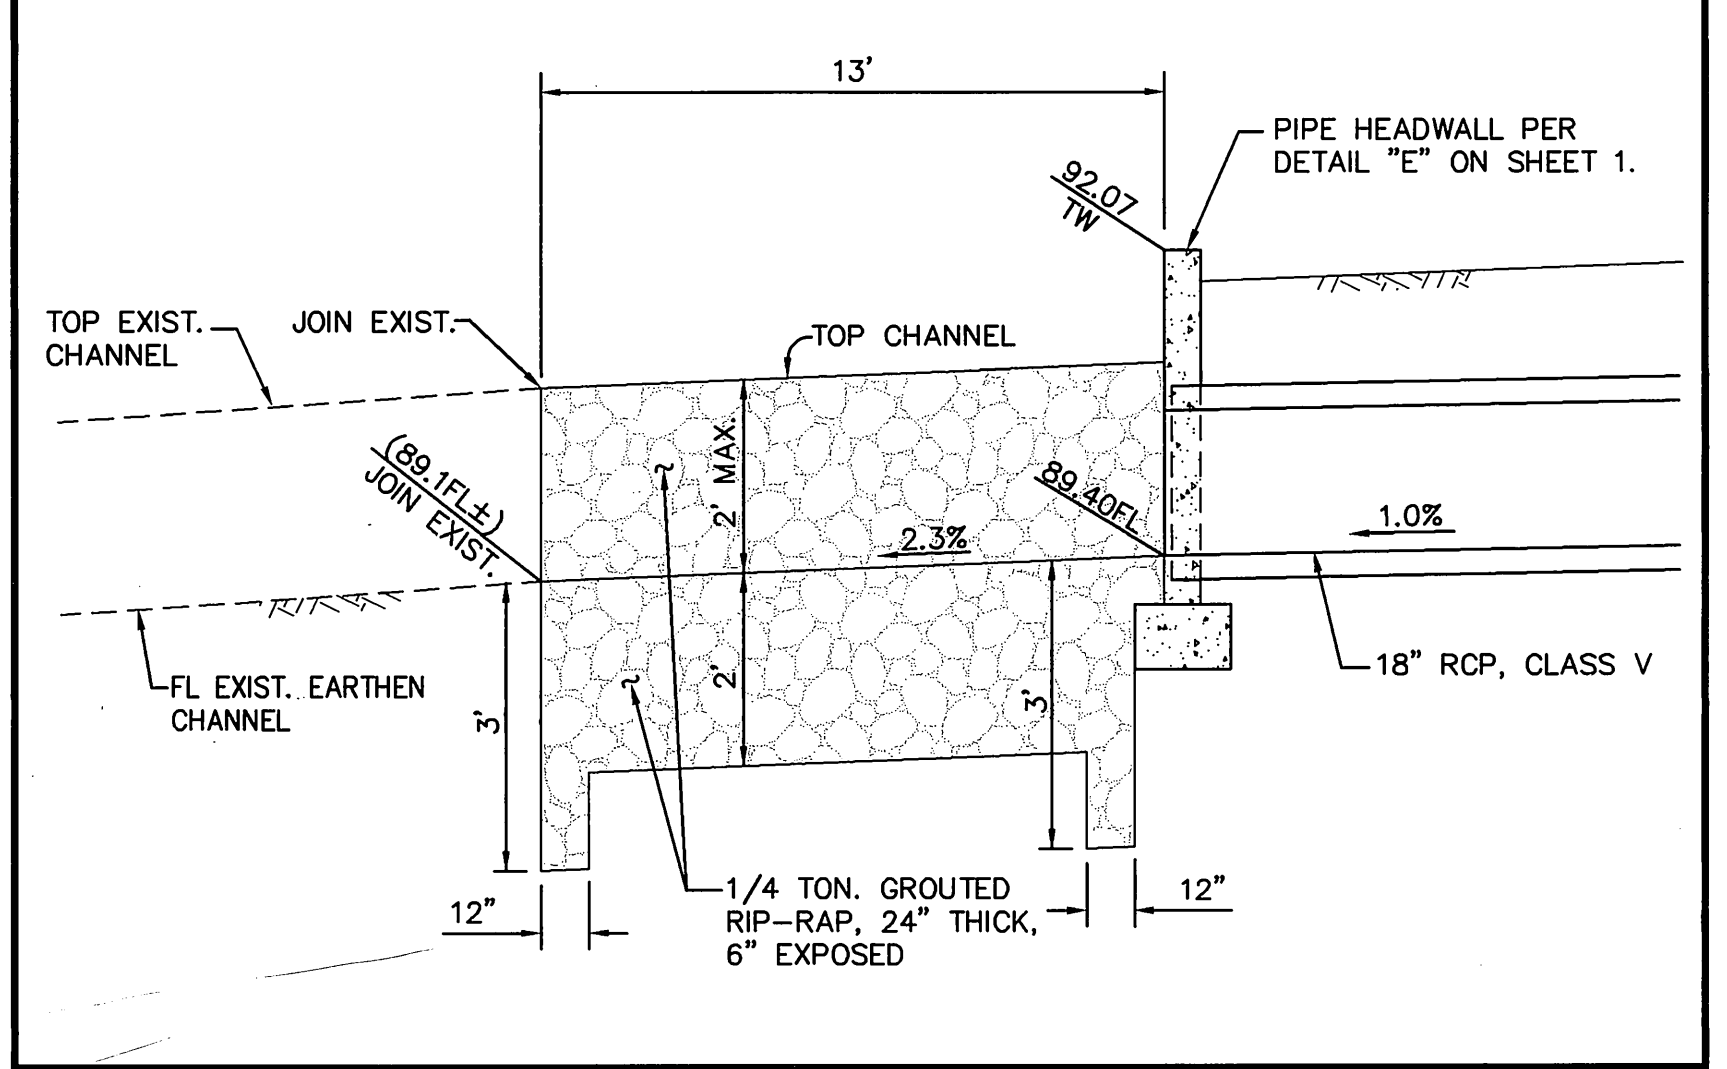 13'
PIPE HEADWALL PER
DETAIL "E" ON SHEET 1.
92.07
TW
TOP EXIST.
CHANNEL
JOIN EXIST.
TOP CHANNEL
2' MAX.
(89.1FL±)
JOIN EXIST.
89.40FL
2.3%
1.0%
FL EXIST. EARTHEN
CHANNEL
3'
2'
3'
18" RCP, CLASS V
1/4 TON. GROUTED
RIP-RAP, 24" THICK,
6" EXPOSED
12"
12"